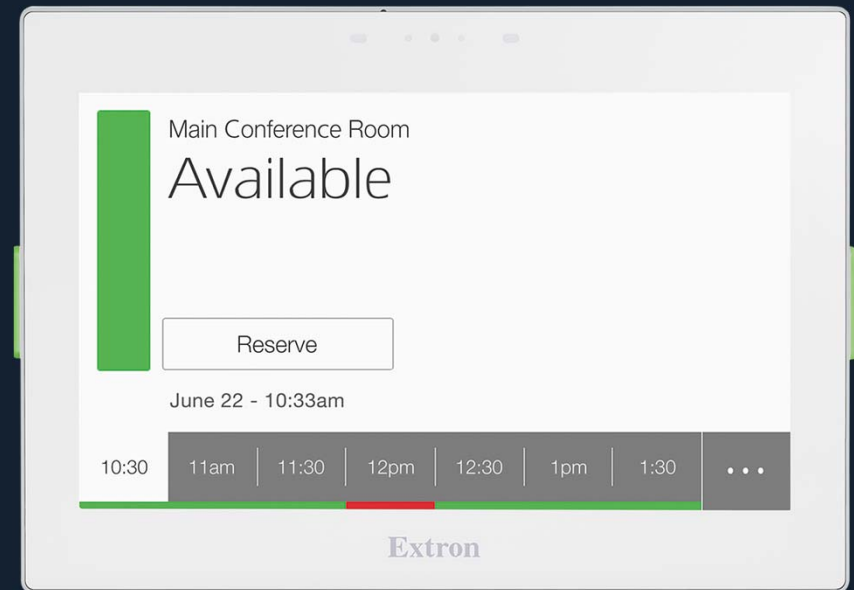 Main Conference Room
Available
Reserve
June 22 - 10:33am
10:30 11am 11:30 12pm 12:30 1pm 1:30 •••
Extron